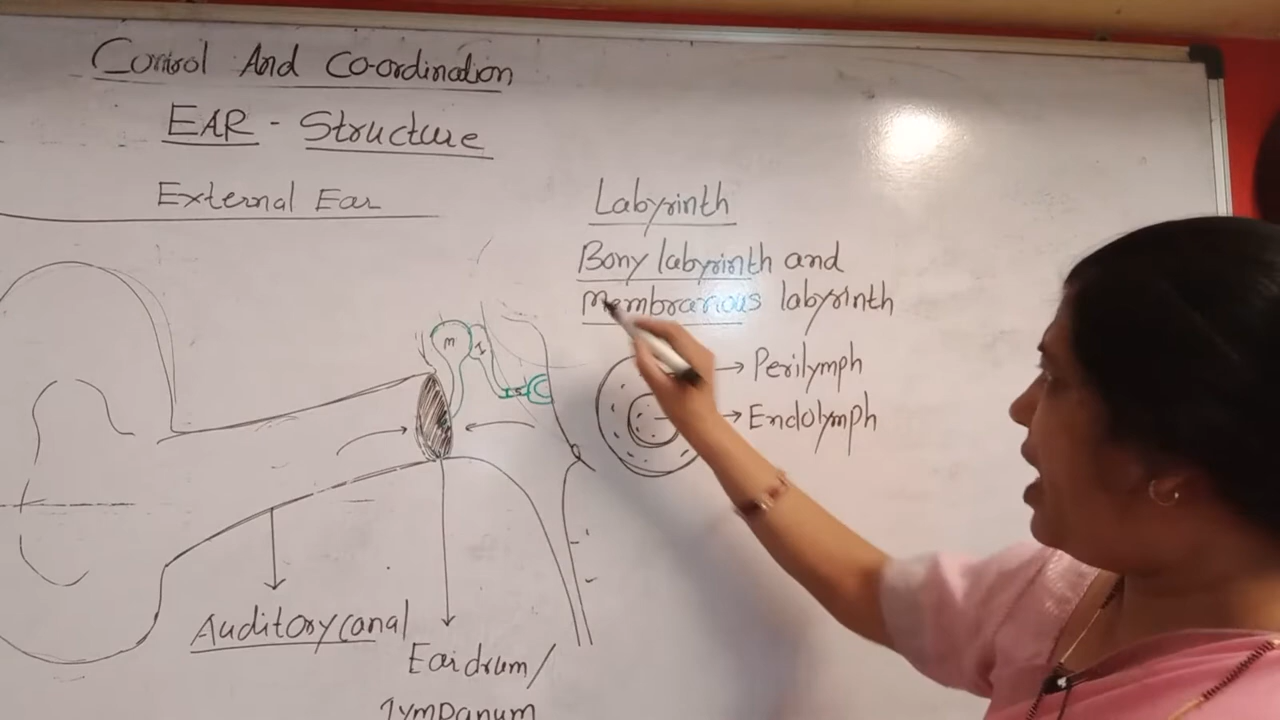 Control And Co-ordination
EAR - Structure
External Ear
Labyrinth
Bony labyrinth and
Membranous labyrinth
M
I
S
Perilymph
Endolymph
Auditory canal
Eardrum/
Tympanum